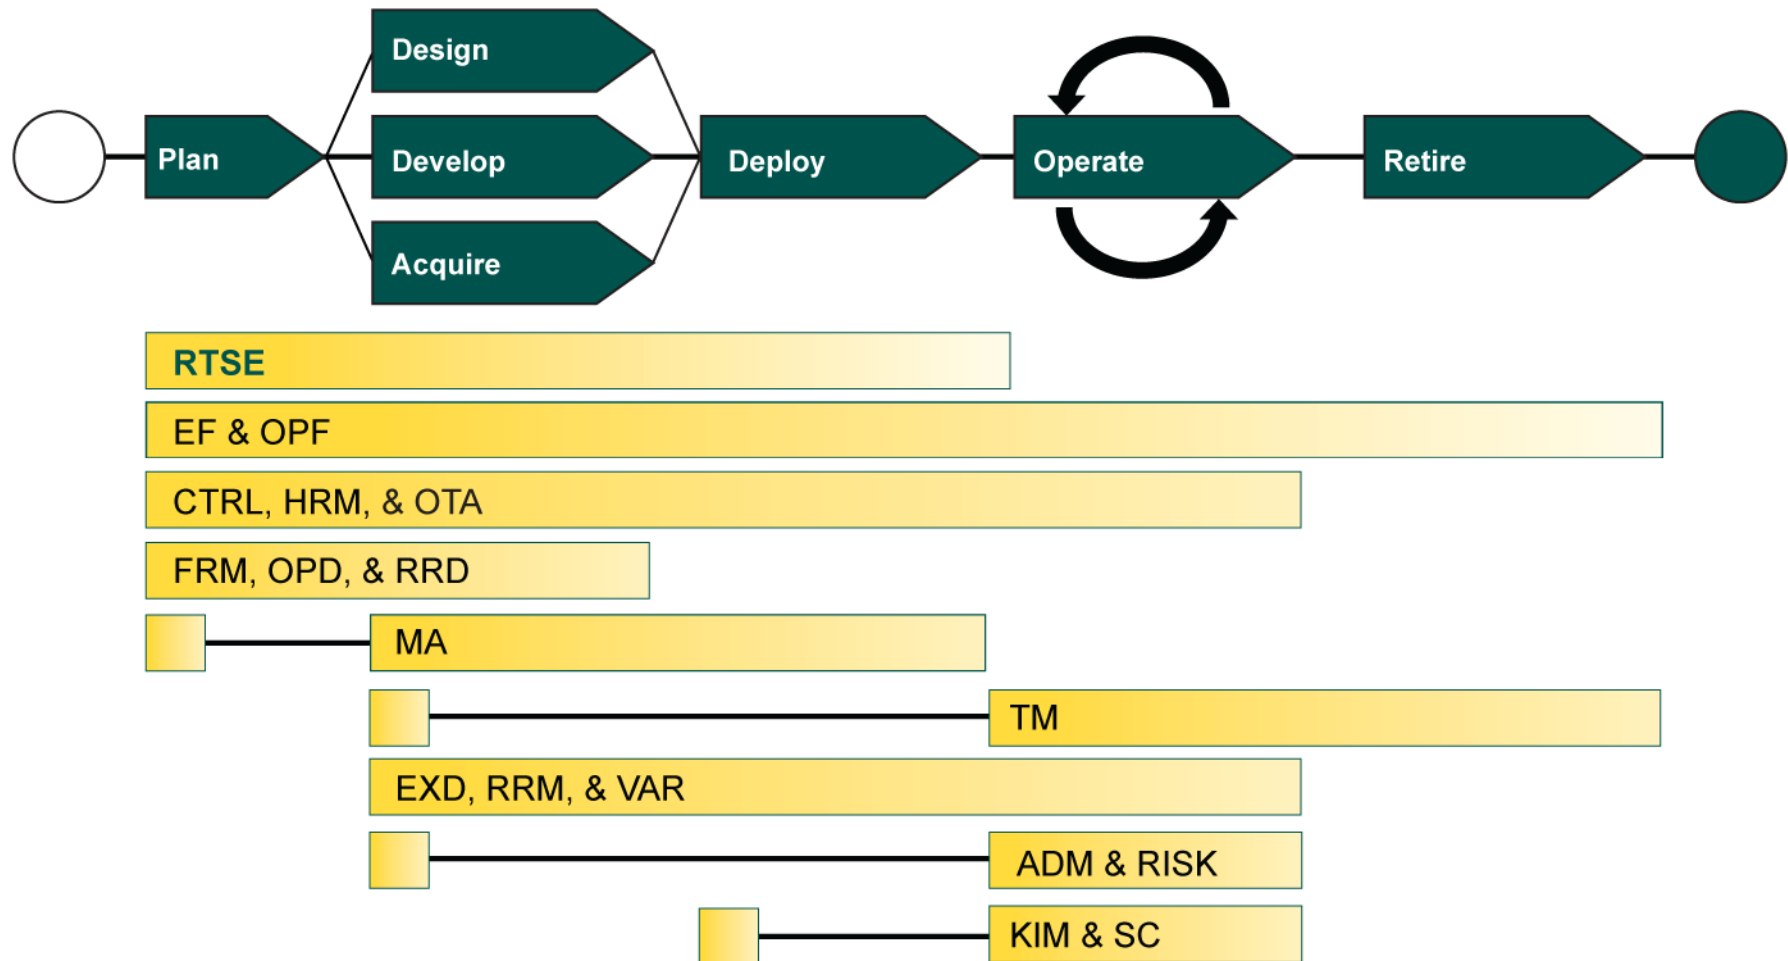 Design
Plan
Develop
Deploy
Operate
Retire
Acquire
RTSE
EF & OPF
CTRL, HRM, & OTA
FRM, OPD, & RRD
MA
TM
EXD, RRM, & VAR
ADM & RISK
KIM & SC